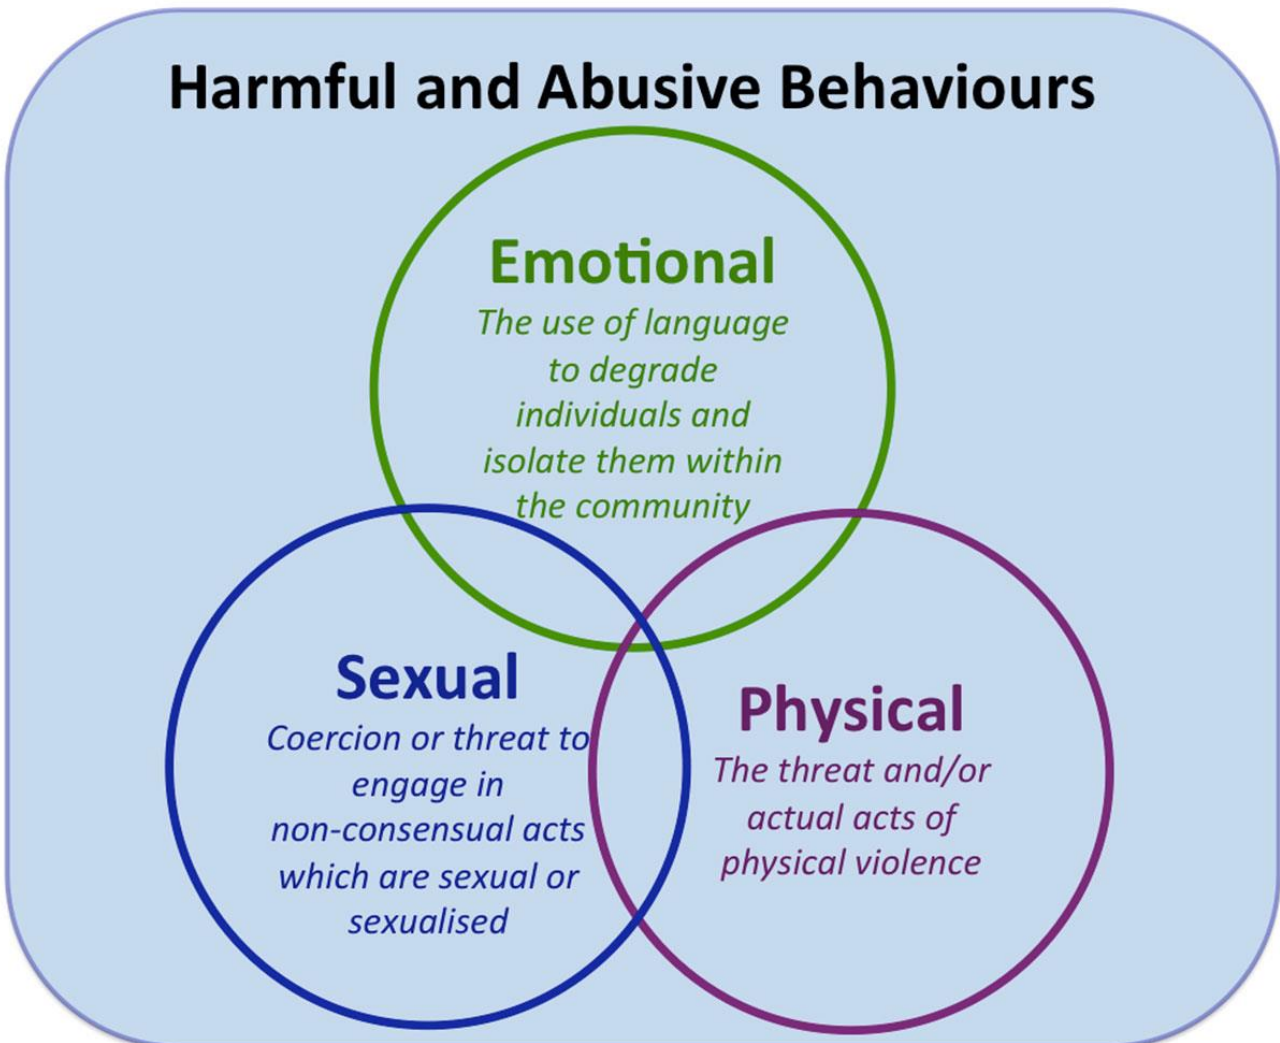 Harmful and Abusive Behaviours
Emotional
The use of language
to degrade
individuals and
isolate them within
the community
Sexual
Coercion or threat to
engage in
non-consensual acts
which are sexual or
sexualised
Physical
The threat and/or
actual acts of
physical violence